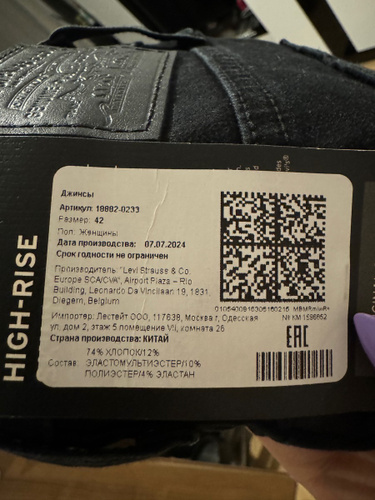 HIGH-RISE
Джинсы
Артикул: 18882-0233
Размер: 42
Пол: Женщины
Дата производства: 07.07.2024
Срок годности не ограничен
Производитель: "Levi Strauss & Co.
Europe SCA/CVA", Airport Plaza – Rio
Building, Leonardo Da Vincilaan 19, 1831,
Diegem, Belgium
Импортер: Лестейт ООО, 117638, Москва г, Одесская
ул, дом 2, этаж 5 помещение VII, комната 26
Страна производства: КИТАЙ
Состав: 74% ХЛОПОК/12%
ЭЛАСТОМУЛЬТИЭСТЕР/10%
ПОЛИЭСТЕР/4% ЭЛАСТАН
EAC